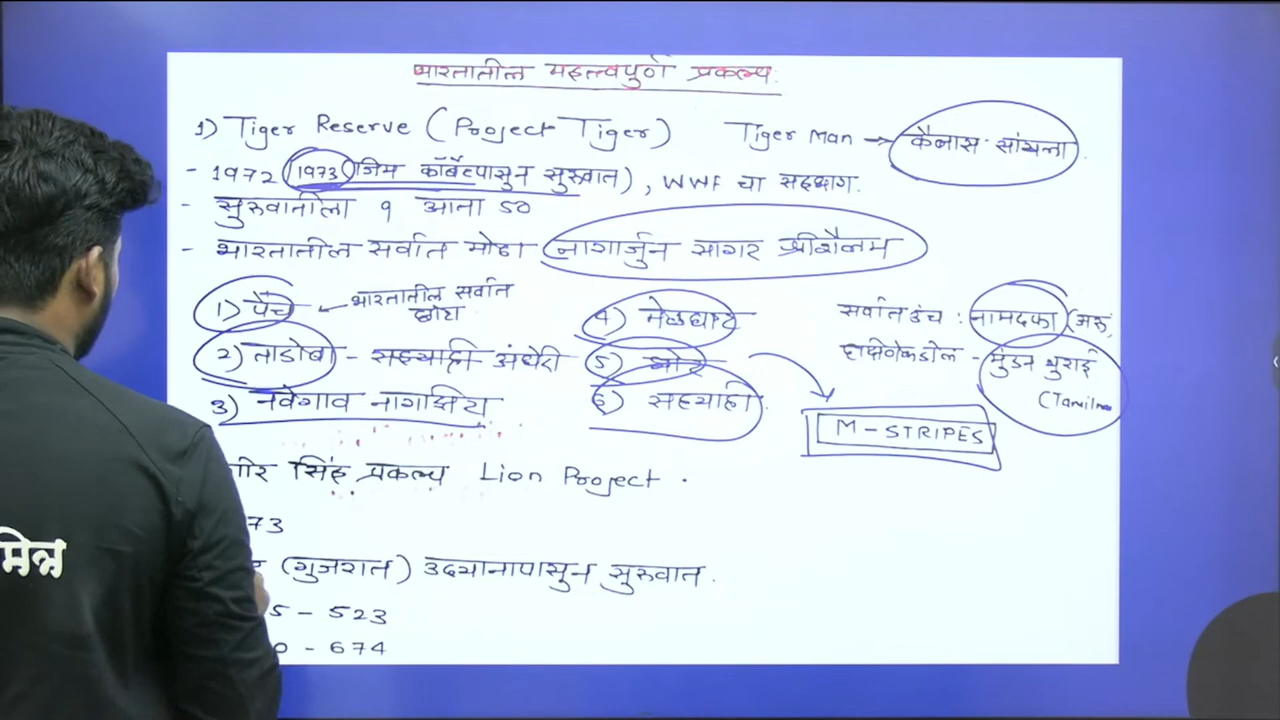 भारतातील महत्त्वपुर्ण प्रकल्प
1) Tiger Reserve (Project Tiger) Tiger Man → कैलास सांखला
- 1972 (1973 जिम कॉर्बेटपासुन सुरुवात), WWF चा सहभाग.
- सुरुवातीला 9 आता 50
- भारतातील सर्वात मोठा नागार्जुन सागर श्रीशैलम
1) पेंच ← भारतातील सर्वात छोटा
2) ताडोबा - सह्याद्री अंधेरी
3) नवेगाव नागझिरा
4) मेळघाट
5) बोर
6) सह्याद्री
सर्वात उंच : नामदफा (अरु,
दक्षिणेकडील -
(Tamil
M-STRIPES
गीर सिंह प्रकल्प Lion Project .
73
(गुजरात) उद्यानापासुन सुरुवात.
5 - 523
0 - 674
मित्र